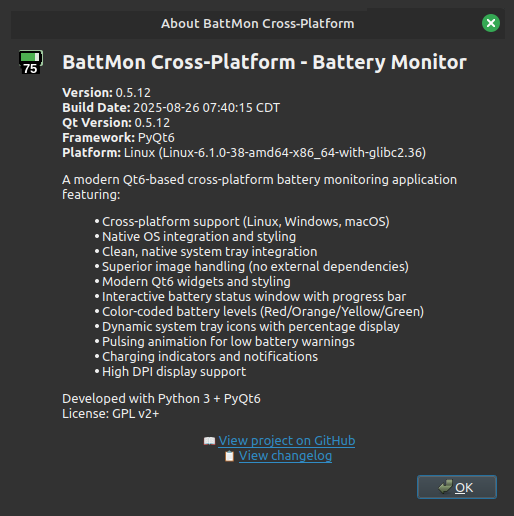 About BattMon Cross-Platform
75
BattMon Cross-Platform - Battery Monitor
Version: 0.5.12
Build Date: 2025-08-26 07:40:15 CDT
Qt Version: 0.5.12
Framework: PyQt6
Platform: Linux (Linux-6.1.0-38-amd64-x86_64-with-glibc2.36)
A modern Qt6-based cross-platform battery monitoring application
featuring:
• Cross-platform support (Linux, Windows, macOS)
• Native OS integration and styling
• Clean, native system tray integration
• Superior image handling (no external dependencies)
• Modern Qt6 widgets and styling
• Interactive battery status window with progress bar
• Color-coded battery levels (Red/Orange/Yellow/Green)
• Dynamic system tray icons with percentage display
• Pulsing animation for low battery warnings
• Charging indicators and notifications
• High DPI display support
Developed with Python 3 + PyQt6
License: GPL v2+
📖 View project on GitHub
📋 View changelog
OK